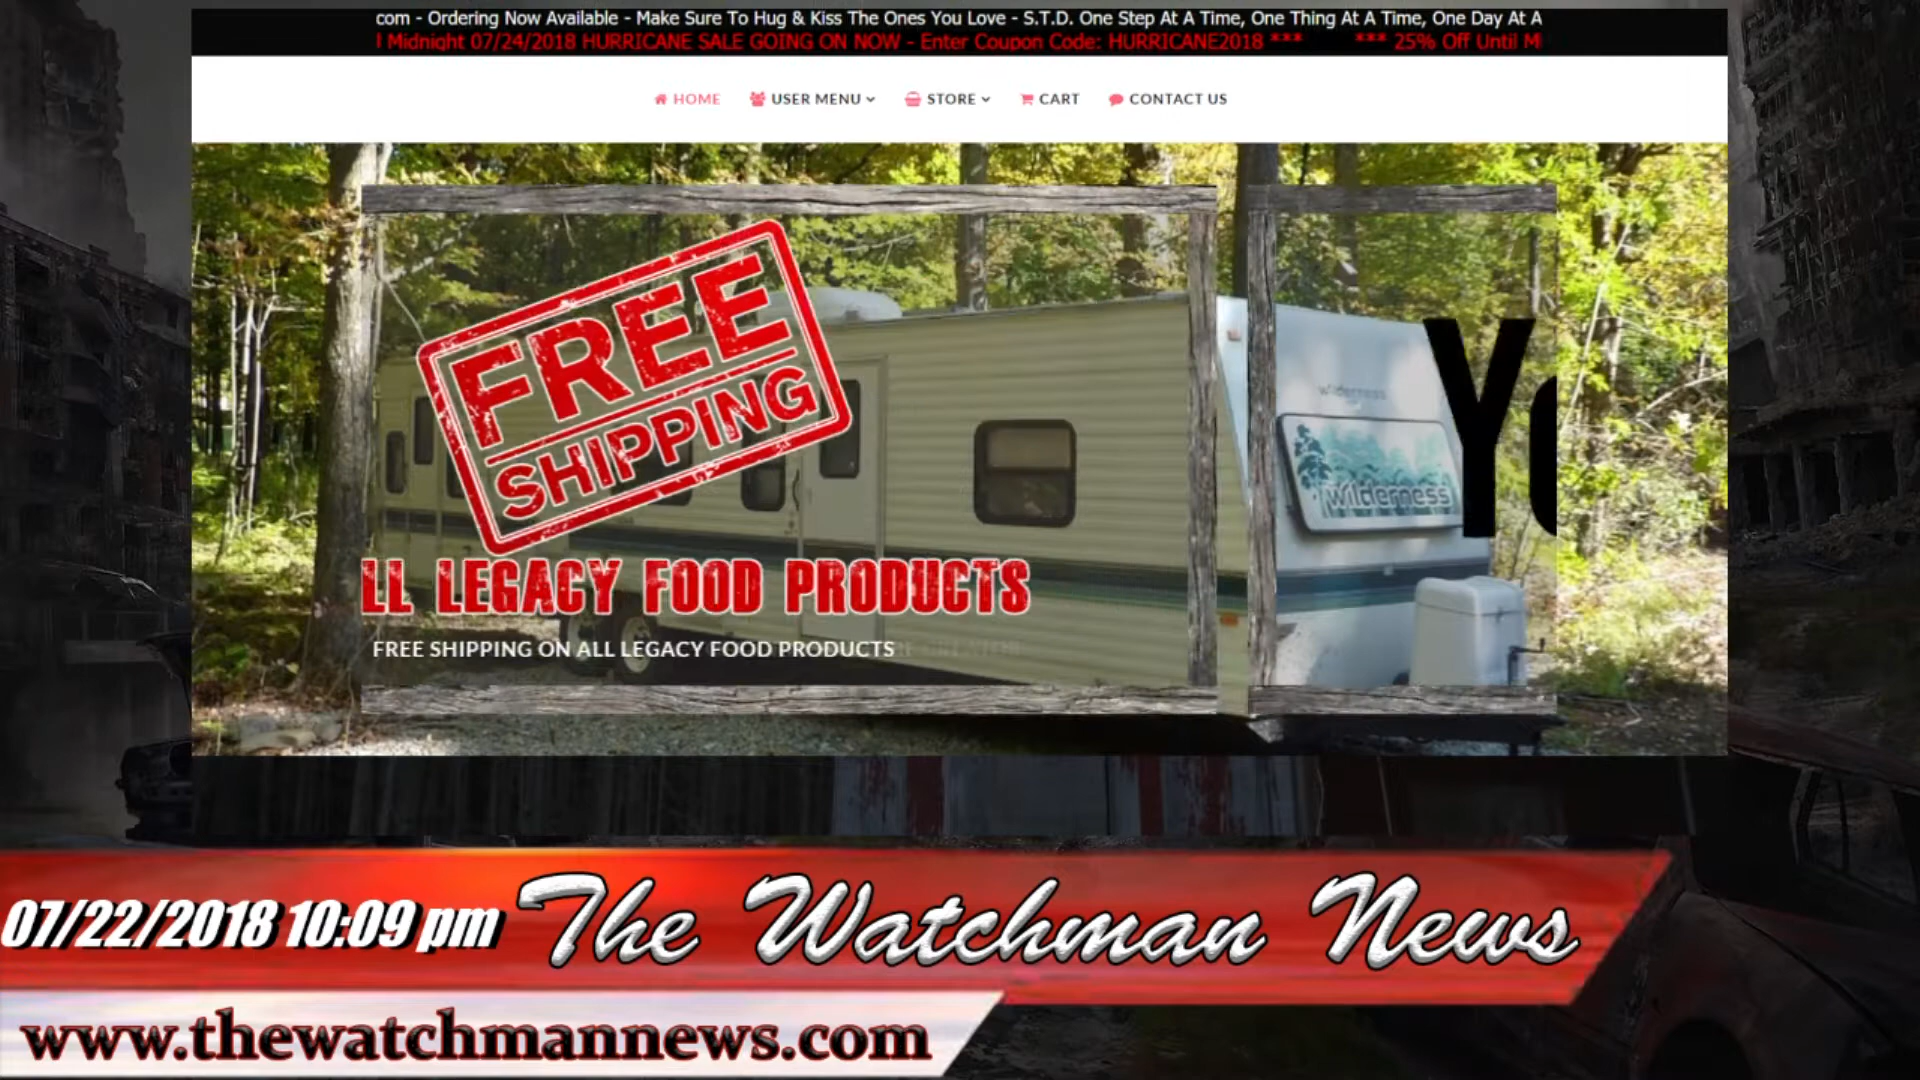 com - Ordering Now Available - Make Sure To Hug & Kiss The Ones You Love - S.T.D. One Step At A Time, One Thing At A Time, One Day At A
l Midnight 07/24/2018 HURRICANE SALE GOING ON NOW - Enter Coupon Code: HURRICANE2018 *** *** 25% Off Until M
HOME USER MENU STORE CART CONTACT US
FREE
SHIPPING
wilderness
wilderness
Yo
LL LEGACY FOOD PRODUCTS
FREE SHIPPING ON ALL LEGACY FOOD PRODUCTS
07/22/2018 10:09 pm The Watchman News
www.thewatchmannews.com